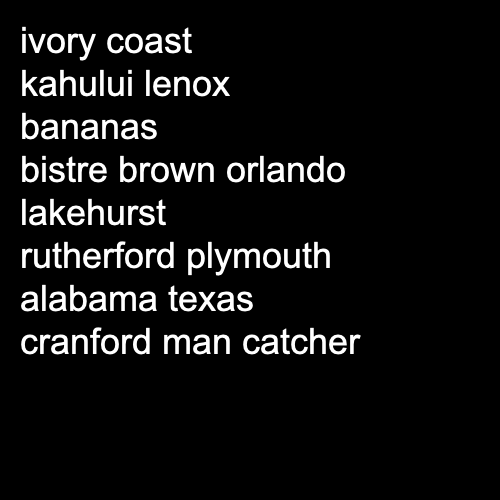 ivory coast
kahului lenox
bananas
bistre brown orlando
lakehurst
rutherford plymouth
alabama texas
cranford man catcher